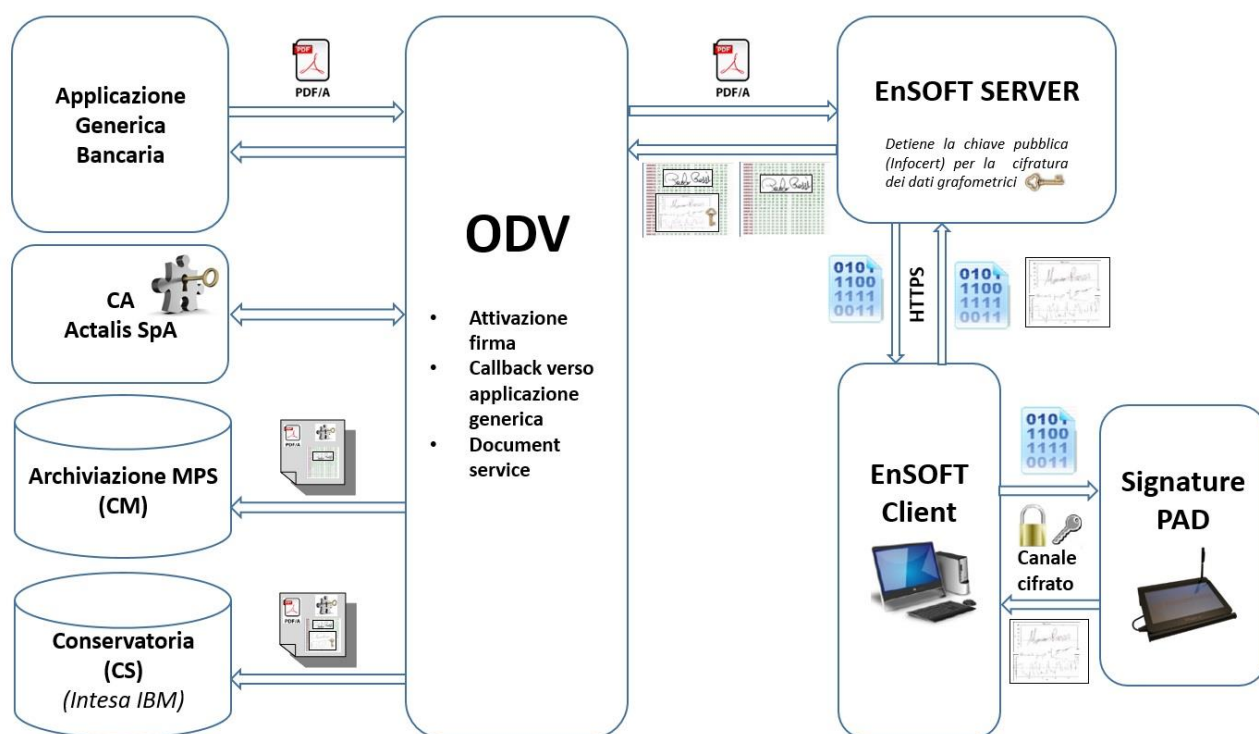 Applicazione
Generica
Bancaria
PDF
PDF/A
CA
Actalis SpA
Archiviazione MPS
(CM)
PDF/A
Conservatoria
(CS)
(Intesa IBM)
PDF/A
ODV
• Attivazione
firma
• Callback verso
applicazione
generica
• Document
service
PDF
PDF/A
EnSOFT SERVER
Detiene la chiave pubblica
(Infocert) per la cifratura
dei dati grafometrici
0101
1100
1111
0011
HTTPS
0101
1100
1111
0011
EnSOFT
Client
0101
1100
1111
0011
Canale
cifrato
Signature
PAD